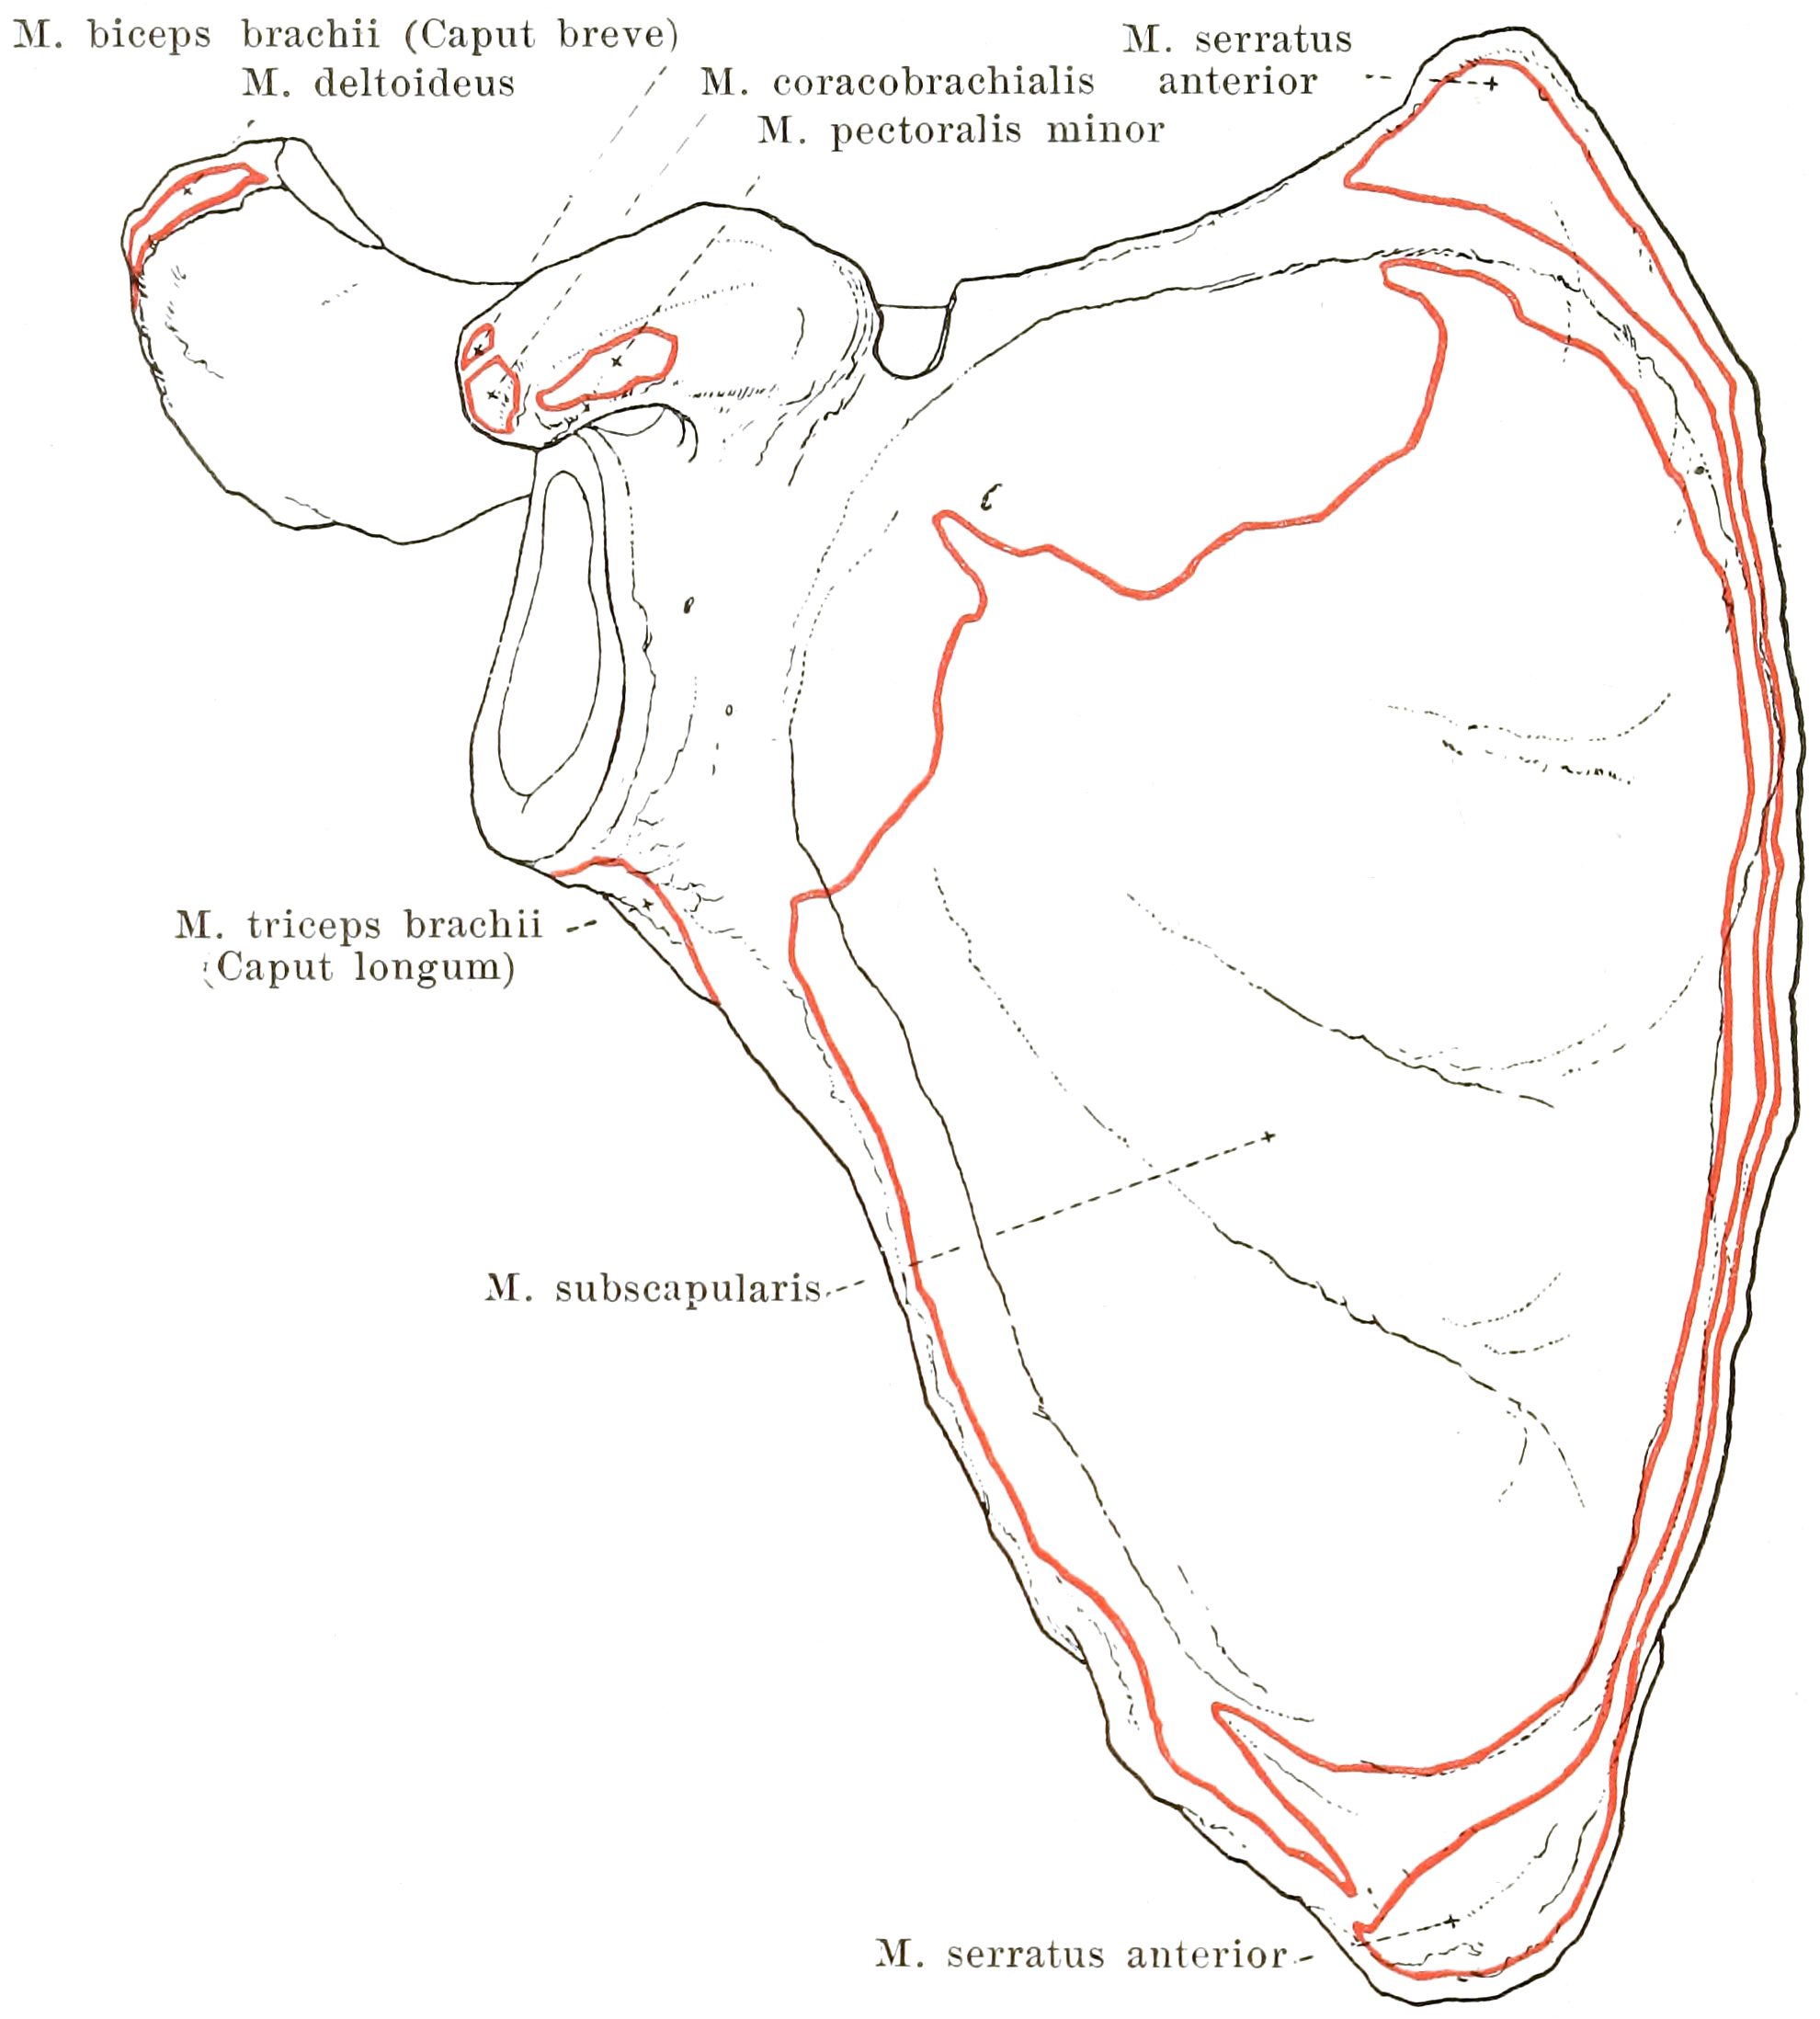 M. biceps brachii (Caput breve)
M. deltoideus
M. coracobrachialis
M. pectoralis minor
M. serratus
anterior
M. triceps brachii
(Caput longum)
M. subscapularis
M. serratus anterior